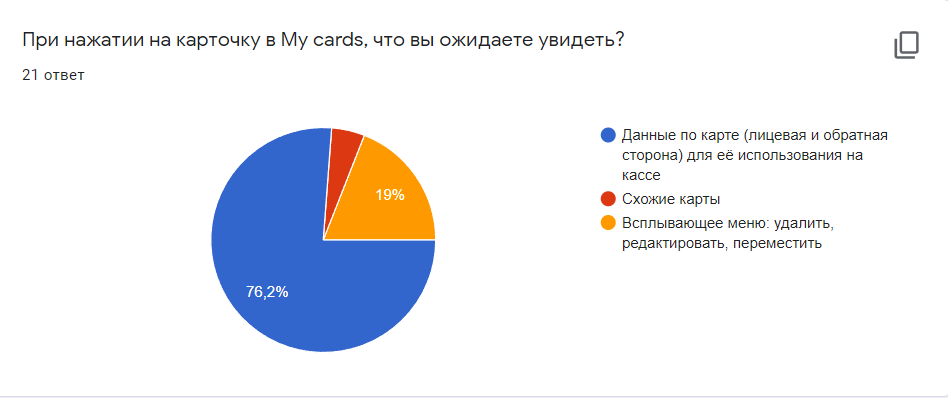 При нажатии на карточку в My cards, что вы ожидаете увидеть?
21 ответ
19%
76,2%
Данные по карте (лицевая и обратная
сторона) для её использования на
кассе
Схожие карты
Всплывающее меню: удалить,
редактировать, переместить